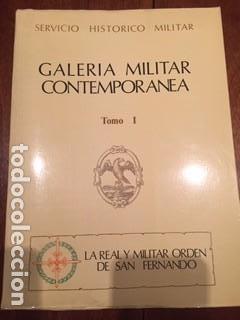 SERVICIO HISTORICO MILITAR
GALERIA MILITAR
CONTEMPORANEA
Tomo I
LA REAL Y MILITAR ORDEN
DE SAN FERNANDO
todocoleccion